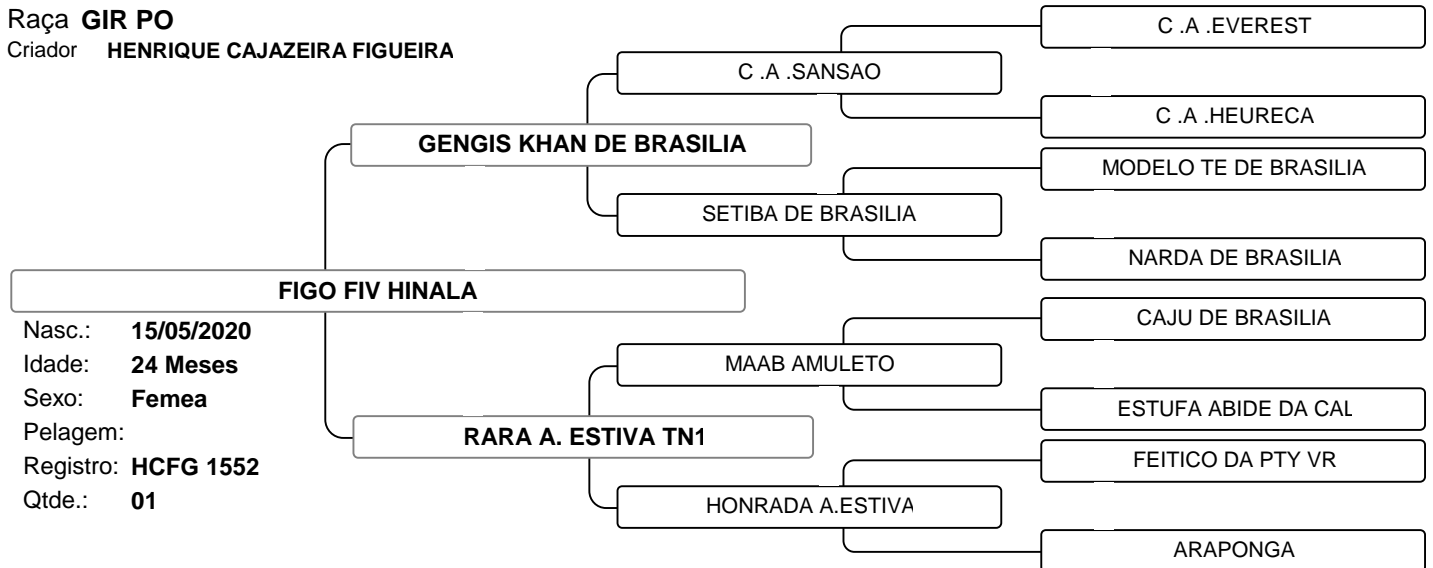 Raça GIR PO
Criador HENRIQUE CAJAZEIRA FIGUEIRA
C .A .EVEREST
C .A .SANSAO
C .A .HEURECA
GENGIS KHAN DE BRASILIA
MODELO TE DE BRASILIA
SETIBA DE BRASILIA
NARDA DE BRASILIA
FIGO FIV HINALA
Nasc.: 15/05/2020
Idade: 24 Meses
Sexo: Femea
Pelagem:
Registro: HCFG 1552
Qtde.: 01
CAJU DE BRASILIA
MAAB AMULETO
ESTUFA ABIDE DA CAL
RARA A. ESTIVA TN1
FEITICO DA PTY VR
HONRADA A.ESTIVA
ARAPONGA